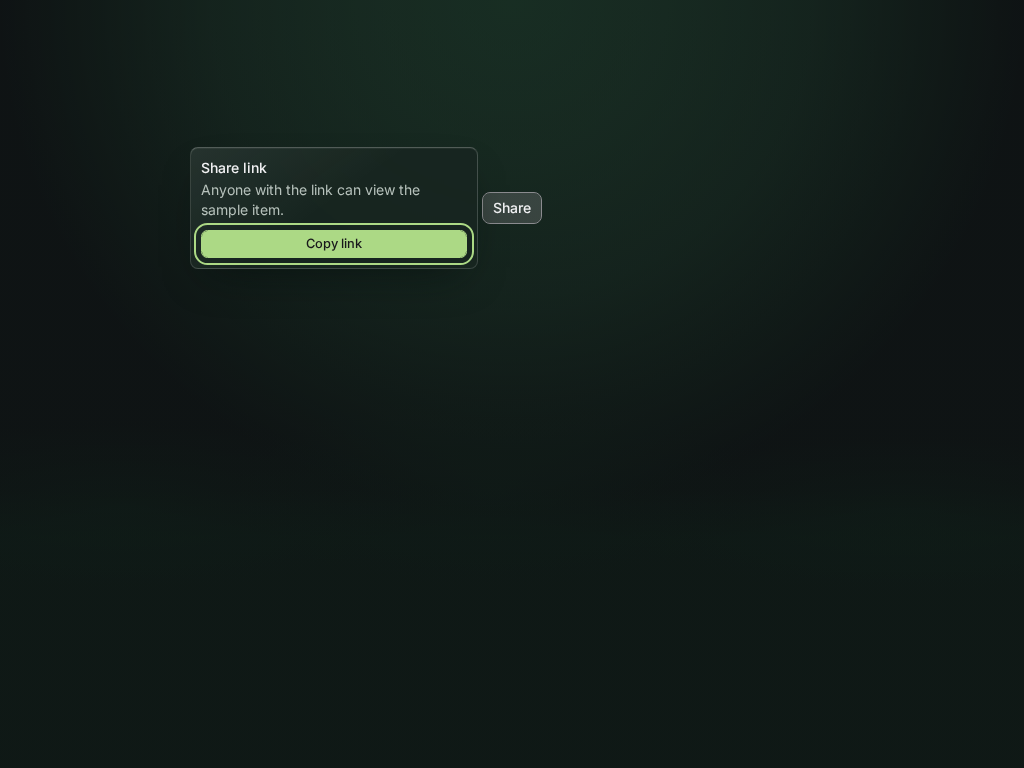 Share link
Anyone with the link can view the
sample item.
Share
Copy link